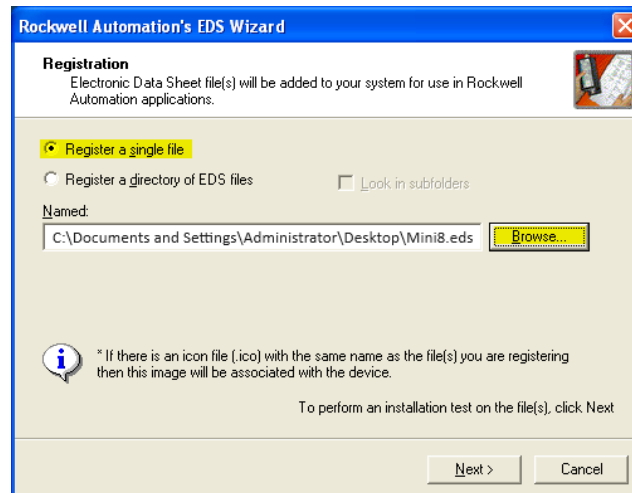 Rockwell Automation's EDS Wizard
Registration
Electronic Data Sheet file(s) will be added to your system for use in Rockwell
Automation applications.
Register a single file
Register a directory of EDS files
Look in subfolders
Named:
C:\Documents and Settings\Administrator\Desktop\Mini8.eds
Browse...
* If there is an icon file (.ico) with the same name as the file(s) you are registering
then this image will be associated with the device.
To perform an installation test on the file(s), click Next
Next >
Cancel